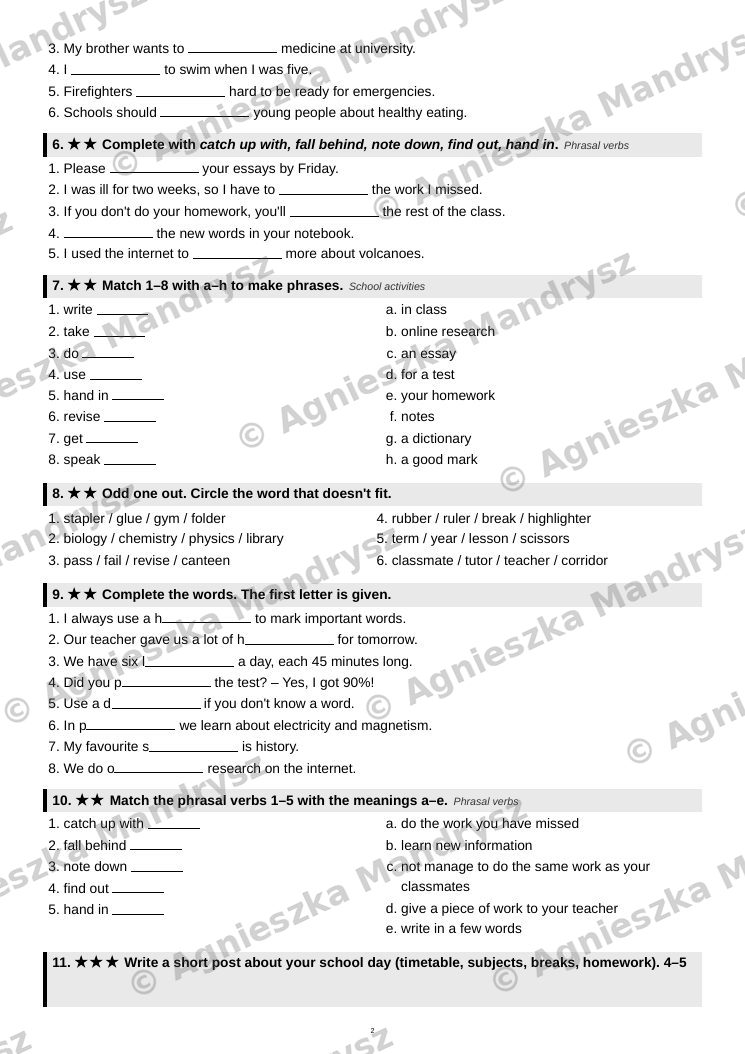 3. My brother wants to ____________ medicine at university.
4. I ____________ to swim when I was five.
5. Firefighters ____________ hard to be ready for emergencies.
6. Schools should ____________ young people about healthy eating.
6. ★★ Complete with catch up with, fall behind, note down, find out, hand in. Phrasal verbs
1. Please ____________ your essays by Friday.
2. I was ill for two weeks, so I have to ____________ the work I missed.
3. If you don't do your homework, you'll ____________ the rest of the class.
4. ____________ the new words in your notebook.
5. I used the internet to ____________ more about volcanoes.
7. ★★ Match 1–8 with a–h to make phrases. School activities
1. write _______
2. take _______
3. do _______
4. use _______
5. hand in _______
6. revise _______
7. get _______
8. speak _______
a. in class
b. online research
c. an essay
d. for a test
e. your homework
f. notes
g. a dictionary
h. a good mark
8. ★★ Odd one out. Circle the word that doesn't fit.
1. stapler / glue / gym / folder
2. biology / chemistry / physics / library
3. pass / fail / revise / canteen
4. rubber / ruler / break / highlighter
5. term / year / lesson / scissors
6. classmate / tutor / teacher / corridor
9. ★★ Complete the words. The first letter is given.
1. I always use a h____________ to mark important words.
2. Our teacher gave us a lot of h____________ for tomorrow.
3. We have six l____________ a day, each 45 minutes long.
4. Did you p____________ the test? – Yes, I got 90%!
5. Use a d____________ if you don't know a word.
6. In p____________ we learn about electricity and magnetism.
7. My favourite s____________ is history.
8. We do o____________ research on the internet.
10. ★★ Match the phrasal verbs 1–5 with the meanings a–e. Phrasal verbs
1. catch up with _______
2. fall behind _______
3. note down _______
4. find out _______
5. hand in _______
a. do the work you have missed
b. learn new information
c. not manage to do the same work as your
classmates
d. give a piece of work to your teacher
e. write in a few words
11. ★★★ Write a short post about your school day (timetable, subjects, breaks, homework). 4–5
2
© Agnieszka Mandrysz